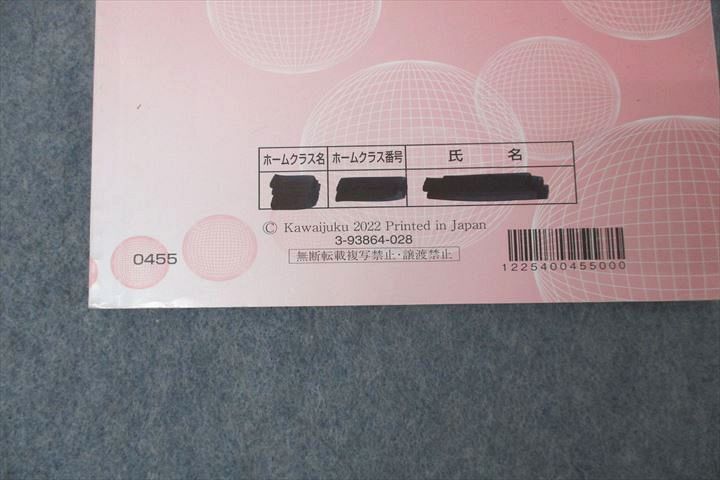 ホームクラス名 ホームクラス番号 氏 名
© Kawaijuku 2022 Printed in Japan
3-93864-028
無断転載複写禁止・譲渡禁止
0455
1225400455000